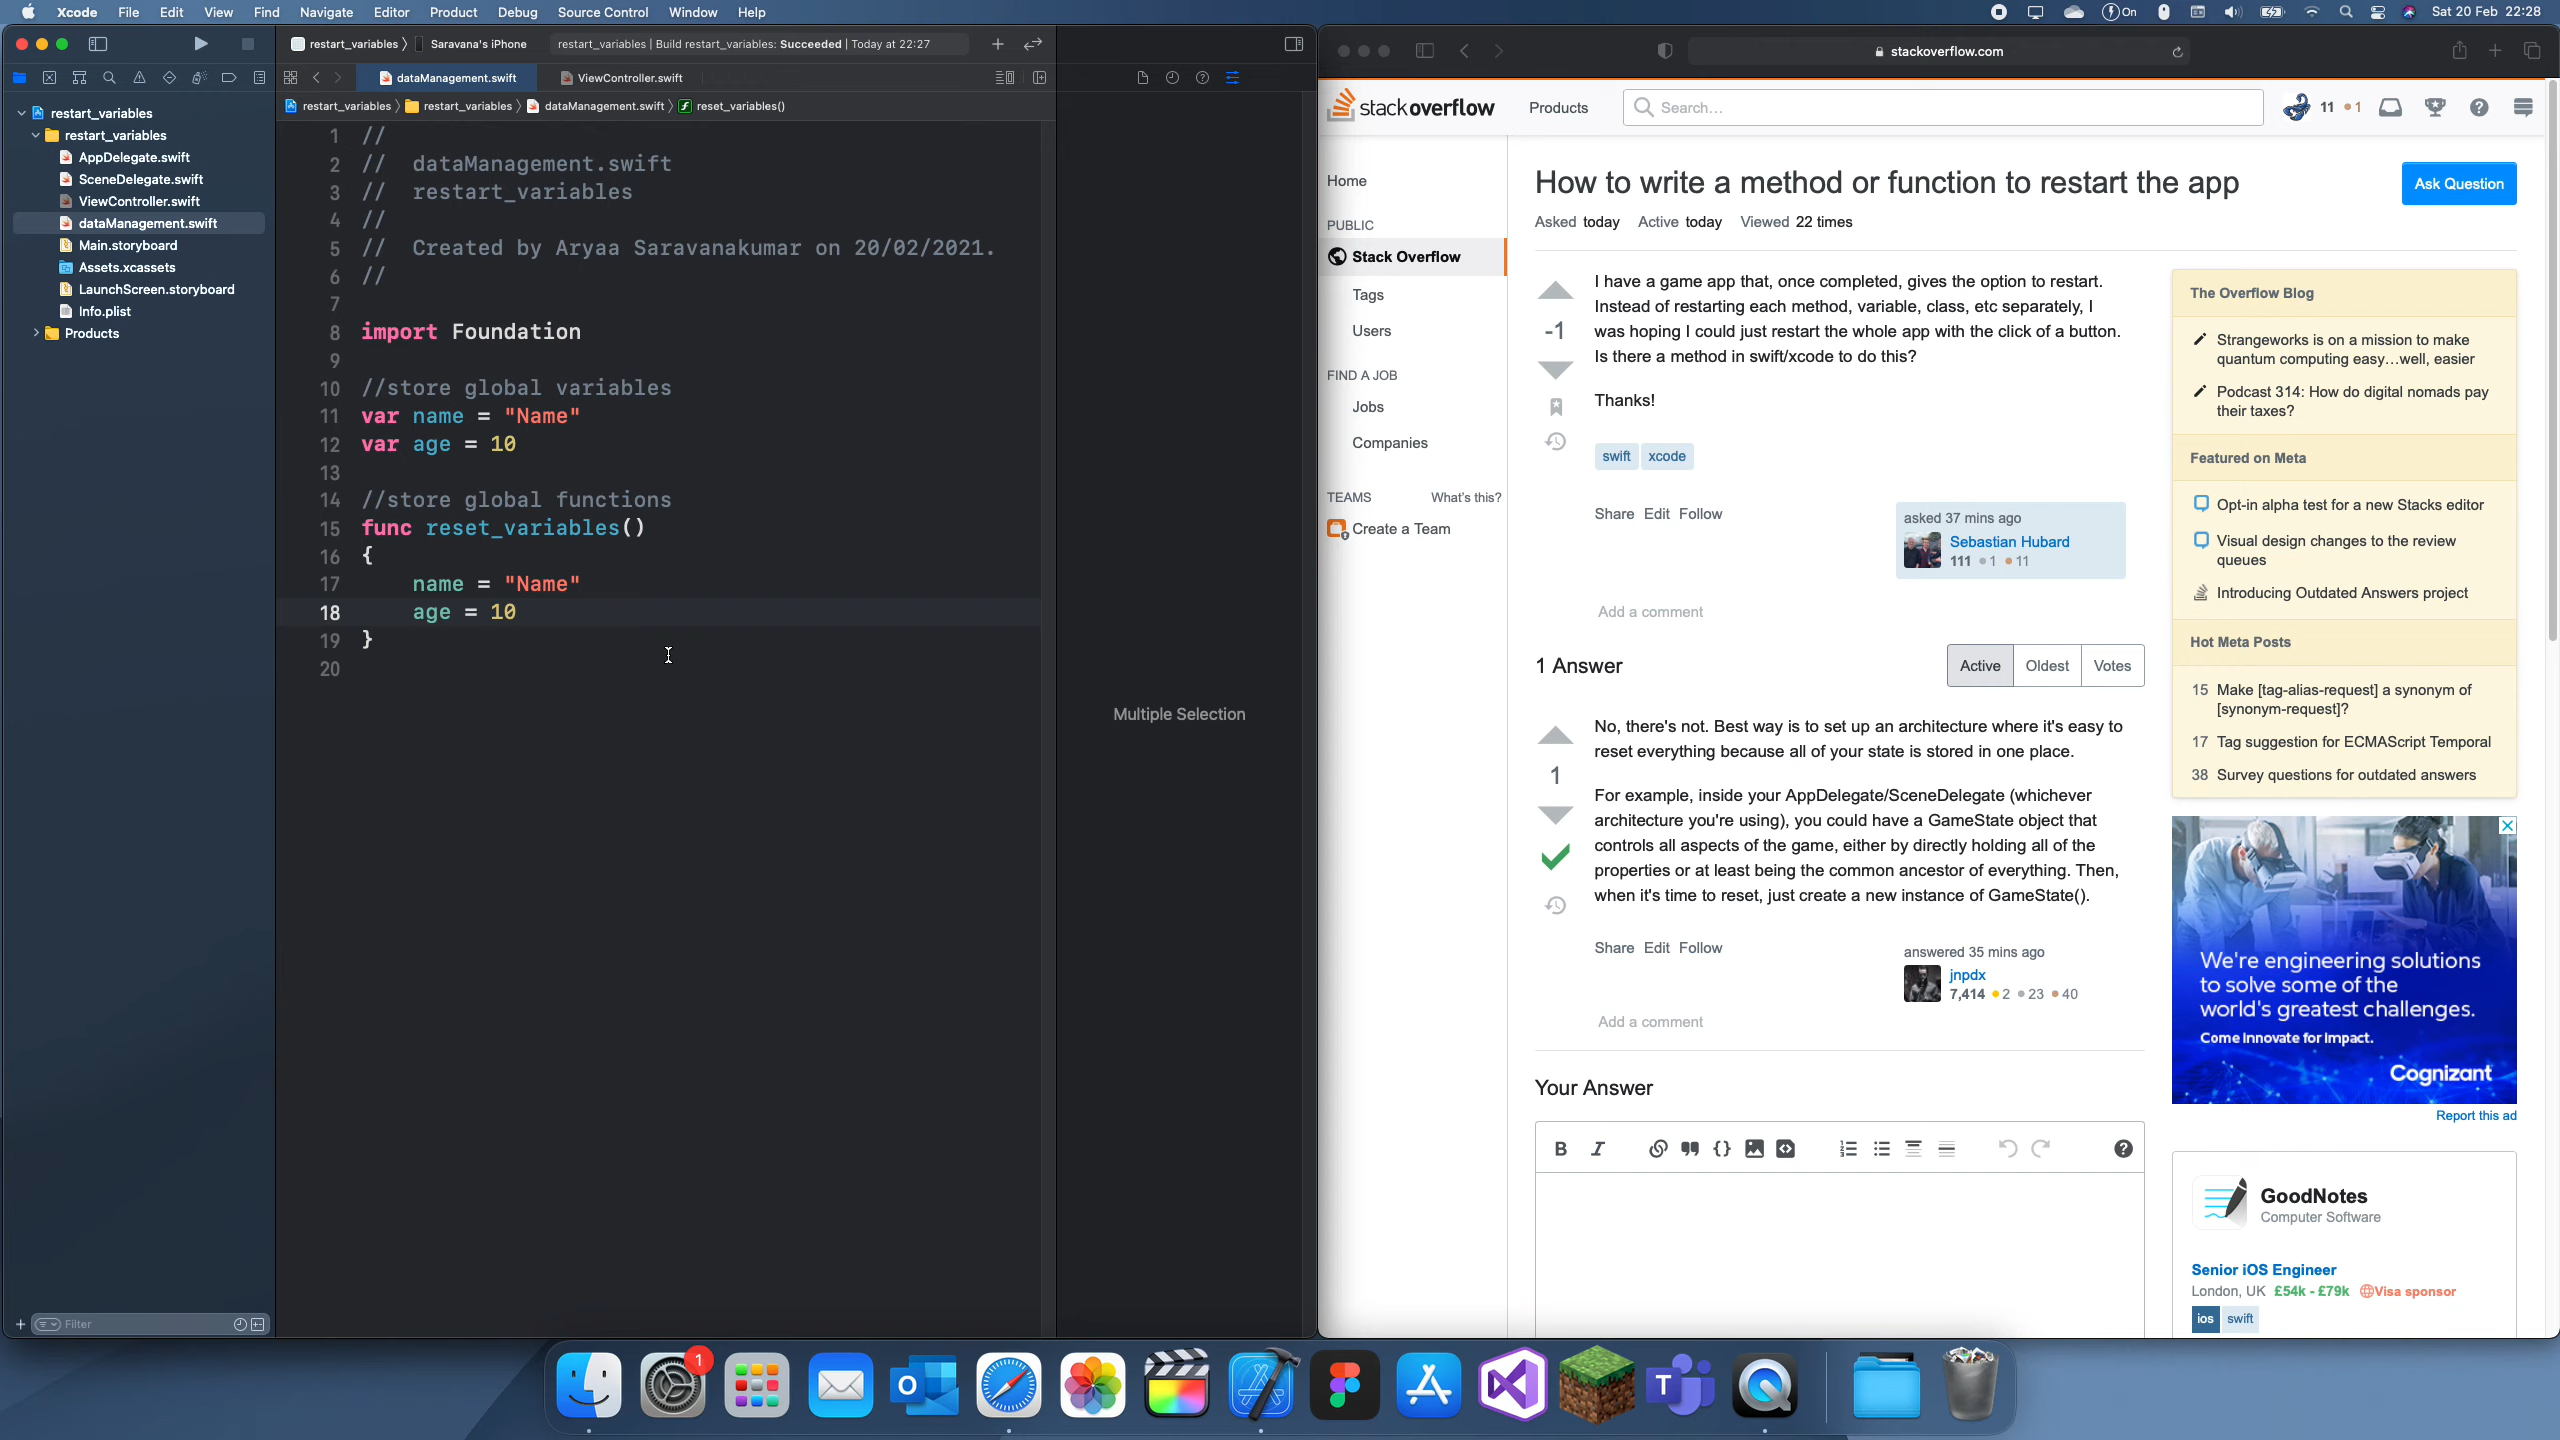 Xcode File Edit View Find Navigate Editor Product Debug Source Control Window Help
On
Sat 20 Feb 22:28
restart_variables Saravana's iPhone
restart_variables | Build restart_variables: Succeeded | Today at 22:27
dataManagement.swift
ViewController.swift
restart_variables restart_variables dataManagement.swift reset_variables()
restart_variables
restart_variables
AppDelegate.swift
SceneDelegate.swift
ViewController.swift
dataManagement.swift
Main.storyboard
Assets.xcassets
LaunchScreen.storyboard
Info.plist
Products
Filter
1 //
2 // dataManagement.swift
3 // restart_variables
4 //
5 // Created by Aryaa Saravanakumar on 20/02/2021.
6 //
7
8 import Foundation
9
10 //store global variables
11 var name = "Name"
12 var age = 10
13
14 //store global functions
15 func reset_variables()
16 {
17 name = "Name"
18 age = 10
19 }
20
Multiple Selection
stackoverflow.com
stackoverflow
Products
Search...
11 1
Home
PUBLIC
Stack Overflow
Tags
Users
FIND A JOB
Jobs
Companies
TEAMS What's this?
Create a Team
How to write a method or function to restart the app
Ask Question
Asked today Active today Viewed 22 times
-1
I have a game app that, once completed, gives the option to restart.
Instead of restarting each method, variable, class, etc separately, I
was hoping I could just restart the whole app with the click of a button.
Is there a method in swift/xcode to do this?
Thanks!
swift xcode
Share Edit Follow
asked 37 mins ago
Sebastian Hubard
111 1 11
Add a comment
1 Answer
Active Oldest Votes
1
No, there's not. Best way is to set up an architecture where it's easy to
reset everything because all of your state is stored in one place.
For example, inside your AppDelegate/SceneDelegate (whichever
architecture you're using), you could have a GameState object that
controls all aspects of the game, either by directly holding all of the
properties or at least being the common ancestor of everything. Then,
when it's time to reset, just create a new instance of GameState().
Share Edit Follow
answered 35 mins ago
jnpdx
7,414 2 23 40
Add a comment
Your Answer
B I
The Overflow Blog
Strangeworks is on a mission to make
quantum computing easy…well, easier
Podcast 314: How do digital nomads pay
their taxes?
Featured on Meta
Opt-in alpha test for a new Stacks editor
Visual design changes to the review
queues
Introducing Outdated Answers project
Hot Meta Posts
15 Make [tag-alias-request] a synonym of
[synonym-request]?
17 Tag suggestion for ECMAScript Temporal
38 Survey questions for outdated answers
We're engineering solutions
to solve some of the
world's greatest challenges.
Come innovate for impact.
Cognizant
Report this ad
GoodNotes
Computer Software
Senior iOS Engineer
London, UK £54k - £79k Visa sponsor
ios swift
1